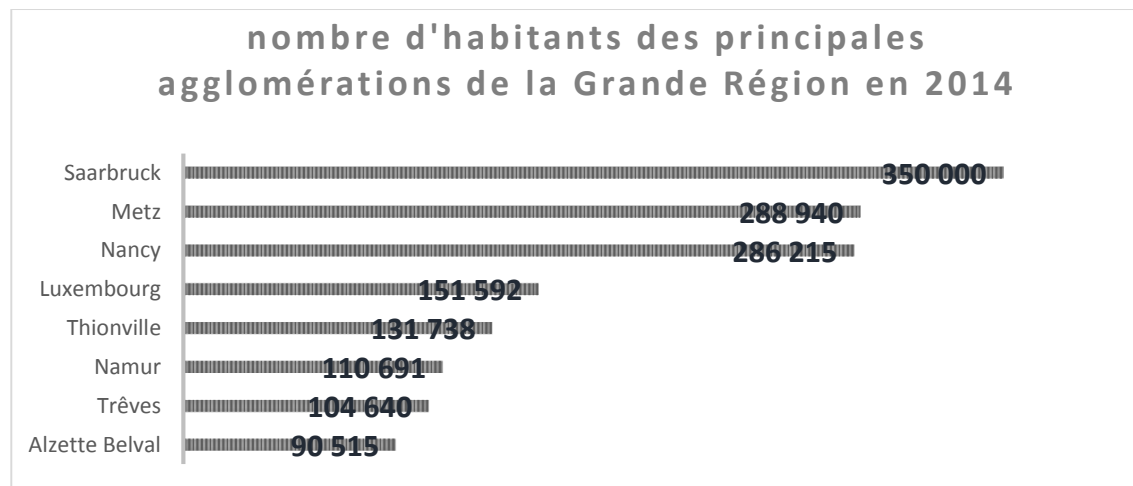 nombre d'habitants des principales
agglomérations de la Grande Région en 2014
Saarbruck 350 000
Metz 288 940
Nancy 286 215
Luxembourg 151 592
Thionville 131 738
Namur 110 691
Trêves 104 640
Alzette Belval 90 515